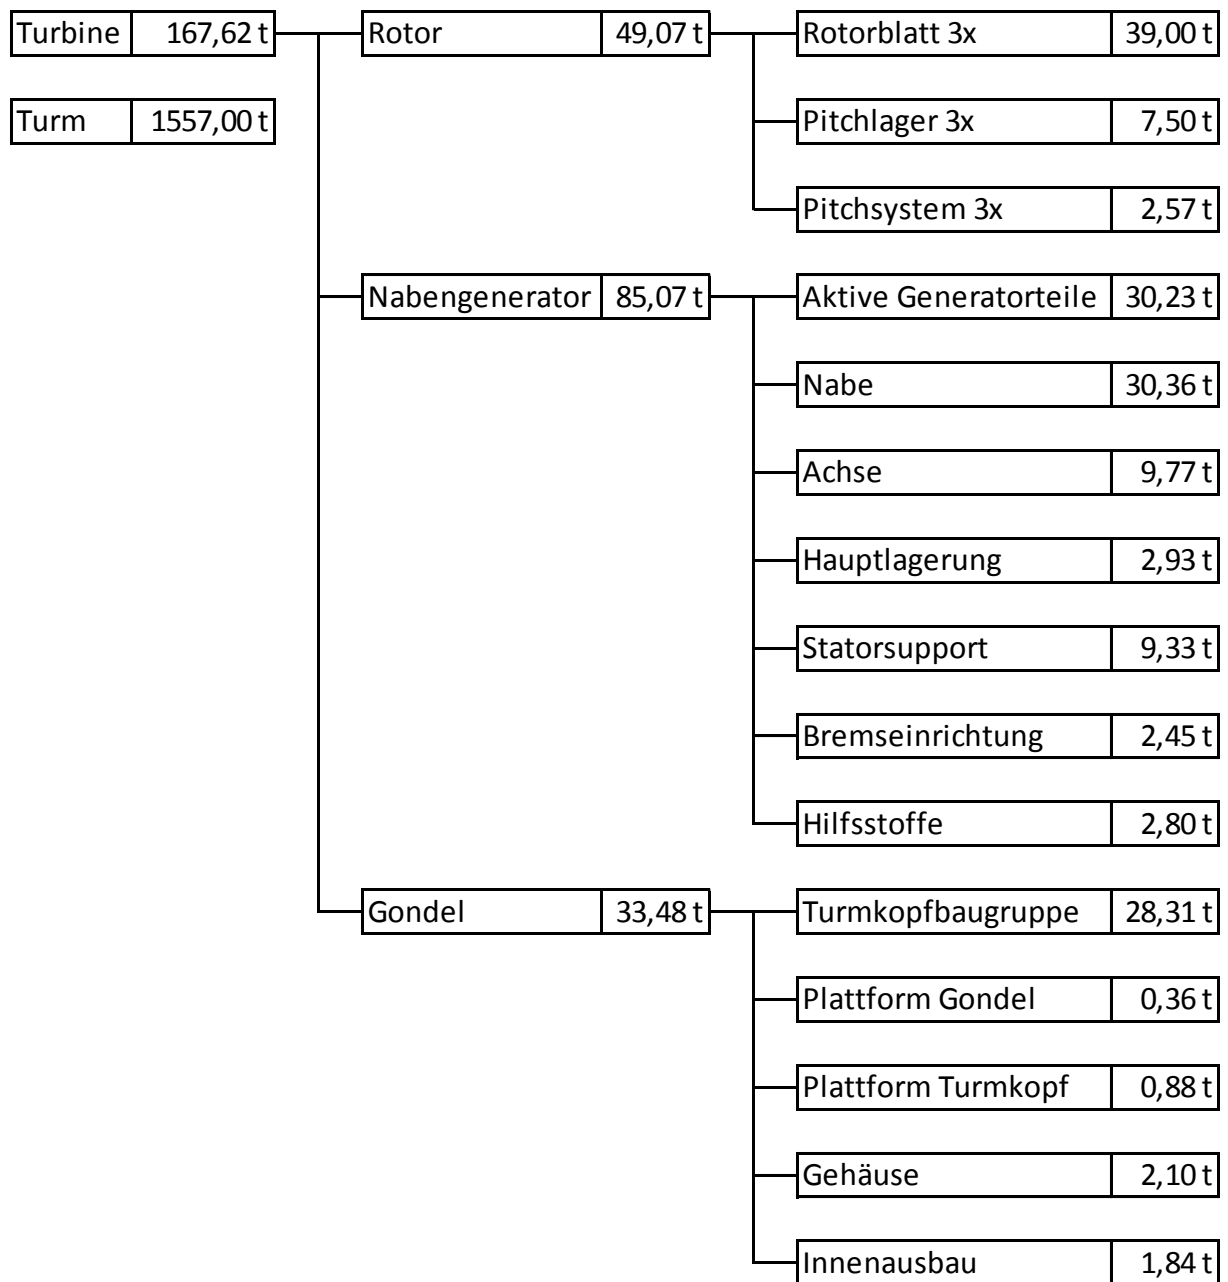 Turbine 167,62 t Rotor 49,07 t Rotorblatt 3x 39,00 t
Turm 1557,00 t Pitchlager 3x 7,50 t
Pitchsystem 3x 2,57 t
Nabengenerator 85,07 t Aktive Generatorteile 30,23 t
Nabe 30,36 t
Achse 9,77 t
Hauptlagerung 2,93 t
Statorsupport 9,33 t
Bremseinrichtung 2,45 t
Hilfsstoffe 2,80 t
Gondel 33,48 t Turmkopfbaugruppe 28,31 t
Plattform Gondel 0,36 t
Plattform Turmkopf 0,88 t
Gehäuse 2,10 t
Innenausbau 1,84 t